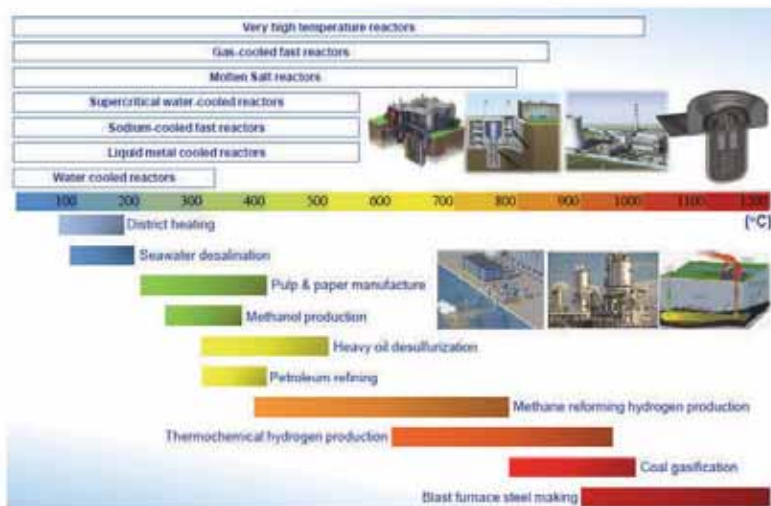 Very high temperature reactors
Gas-cooled fast reactors
Molten Salt reactors
Supercritical water-cooled reactors
Sodium-cooled fast reactors
Liquid metal cooled reactors
Water cooled reactors
100 200 300 400 500 600 700 800 900 1000 1100 1200
(°C)
District heating
Seawater desalination
Pulp & paper manufacture
Methanol production
Heavy oil desulfurization
Petroleum refining
Methane reforming hydrogen production
Thermochemical hydrogen production
Coal gasification
Blast furnace steel making